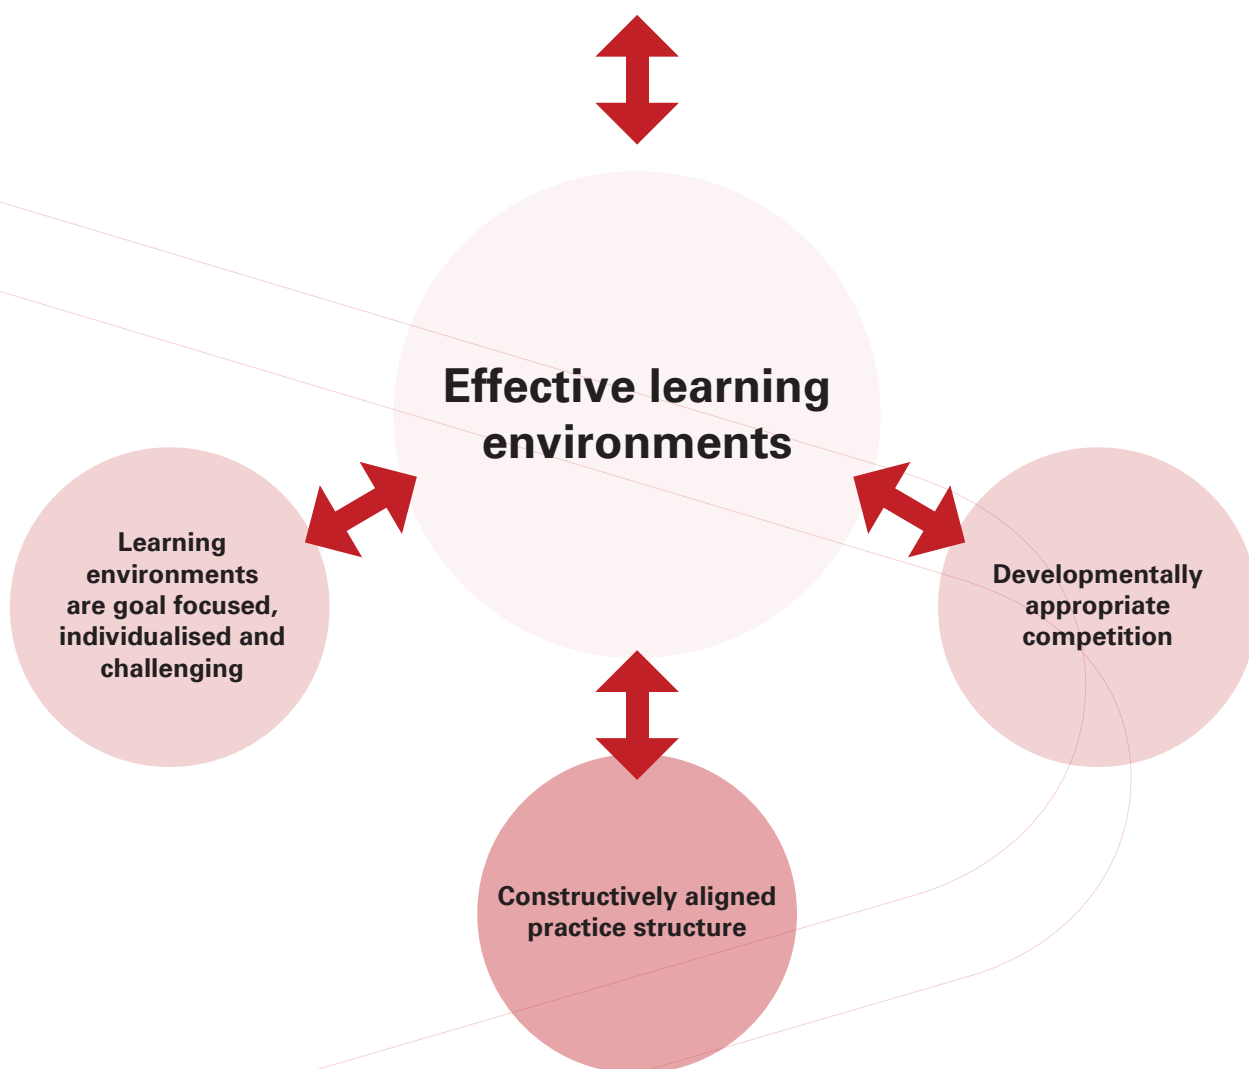 Effective learning
environments
Learning
environments
are goal focused,
individualised and
challenging
Developmentally
appropriate
competition
Constructively aligned
practice structure